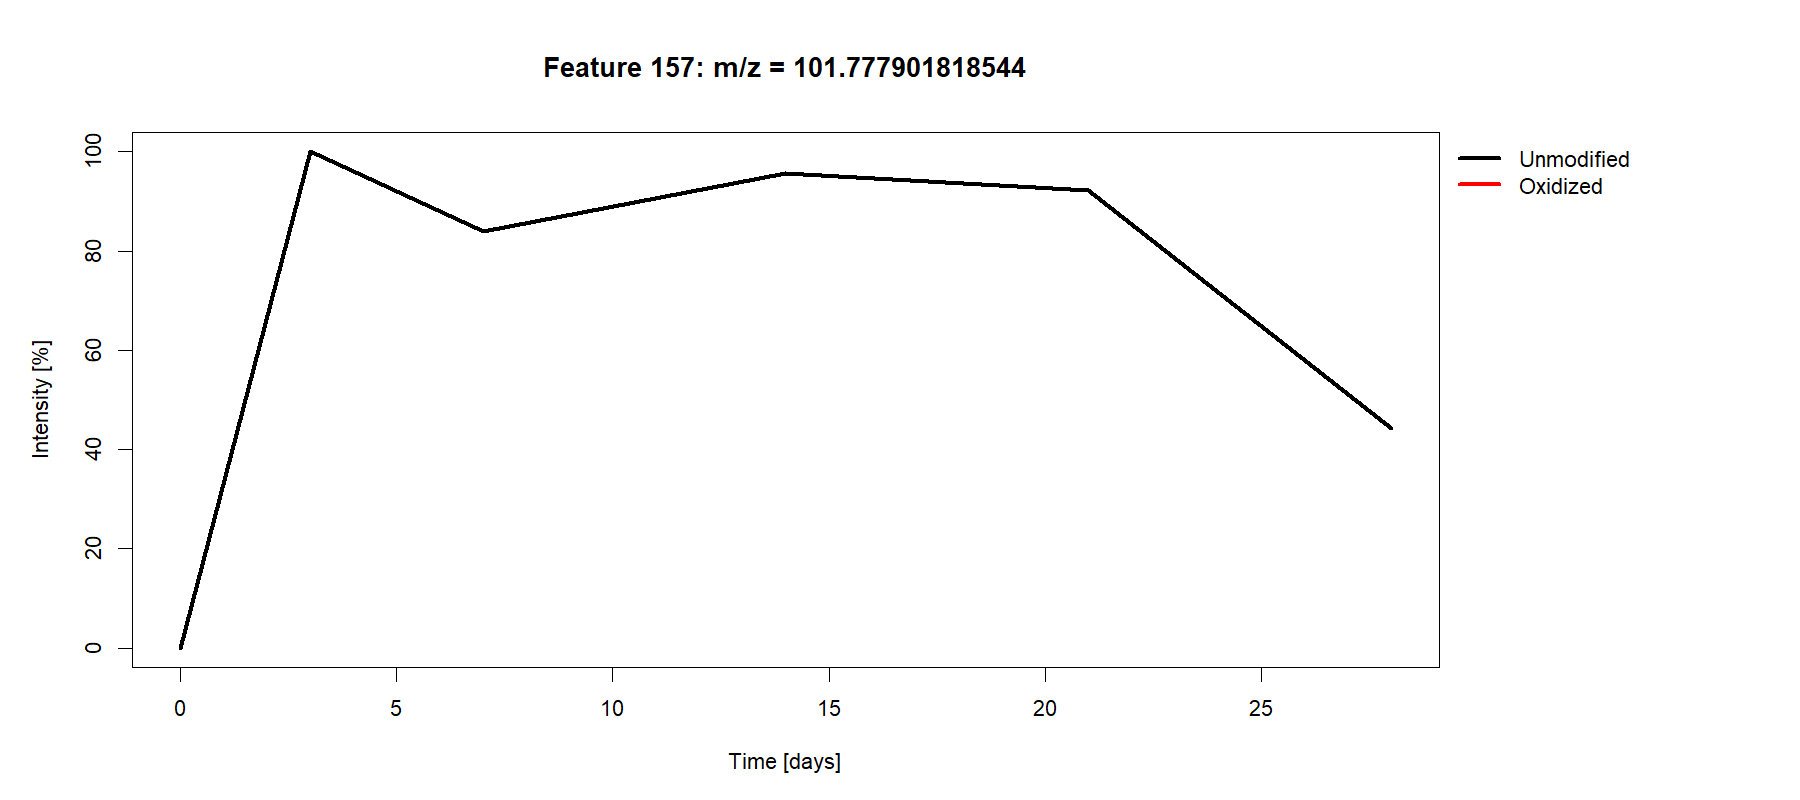 Feature 157: m/z = 101.777901818544
Unmodified
Oxidized
Intensity [%]
100
80
60
40
20
0
0 5 10 15 20 25
Time [days]